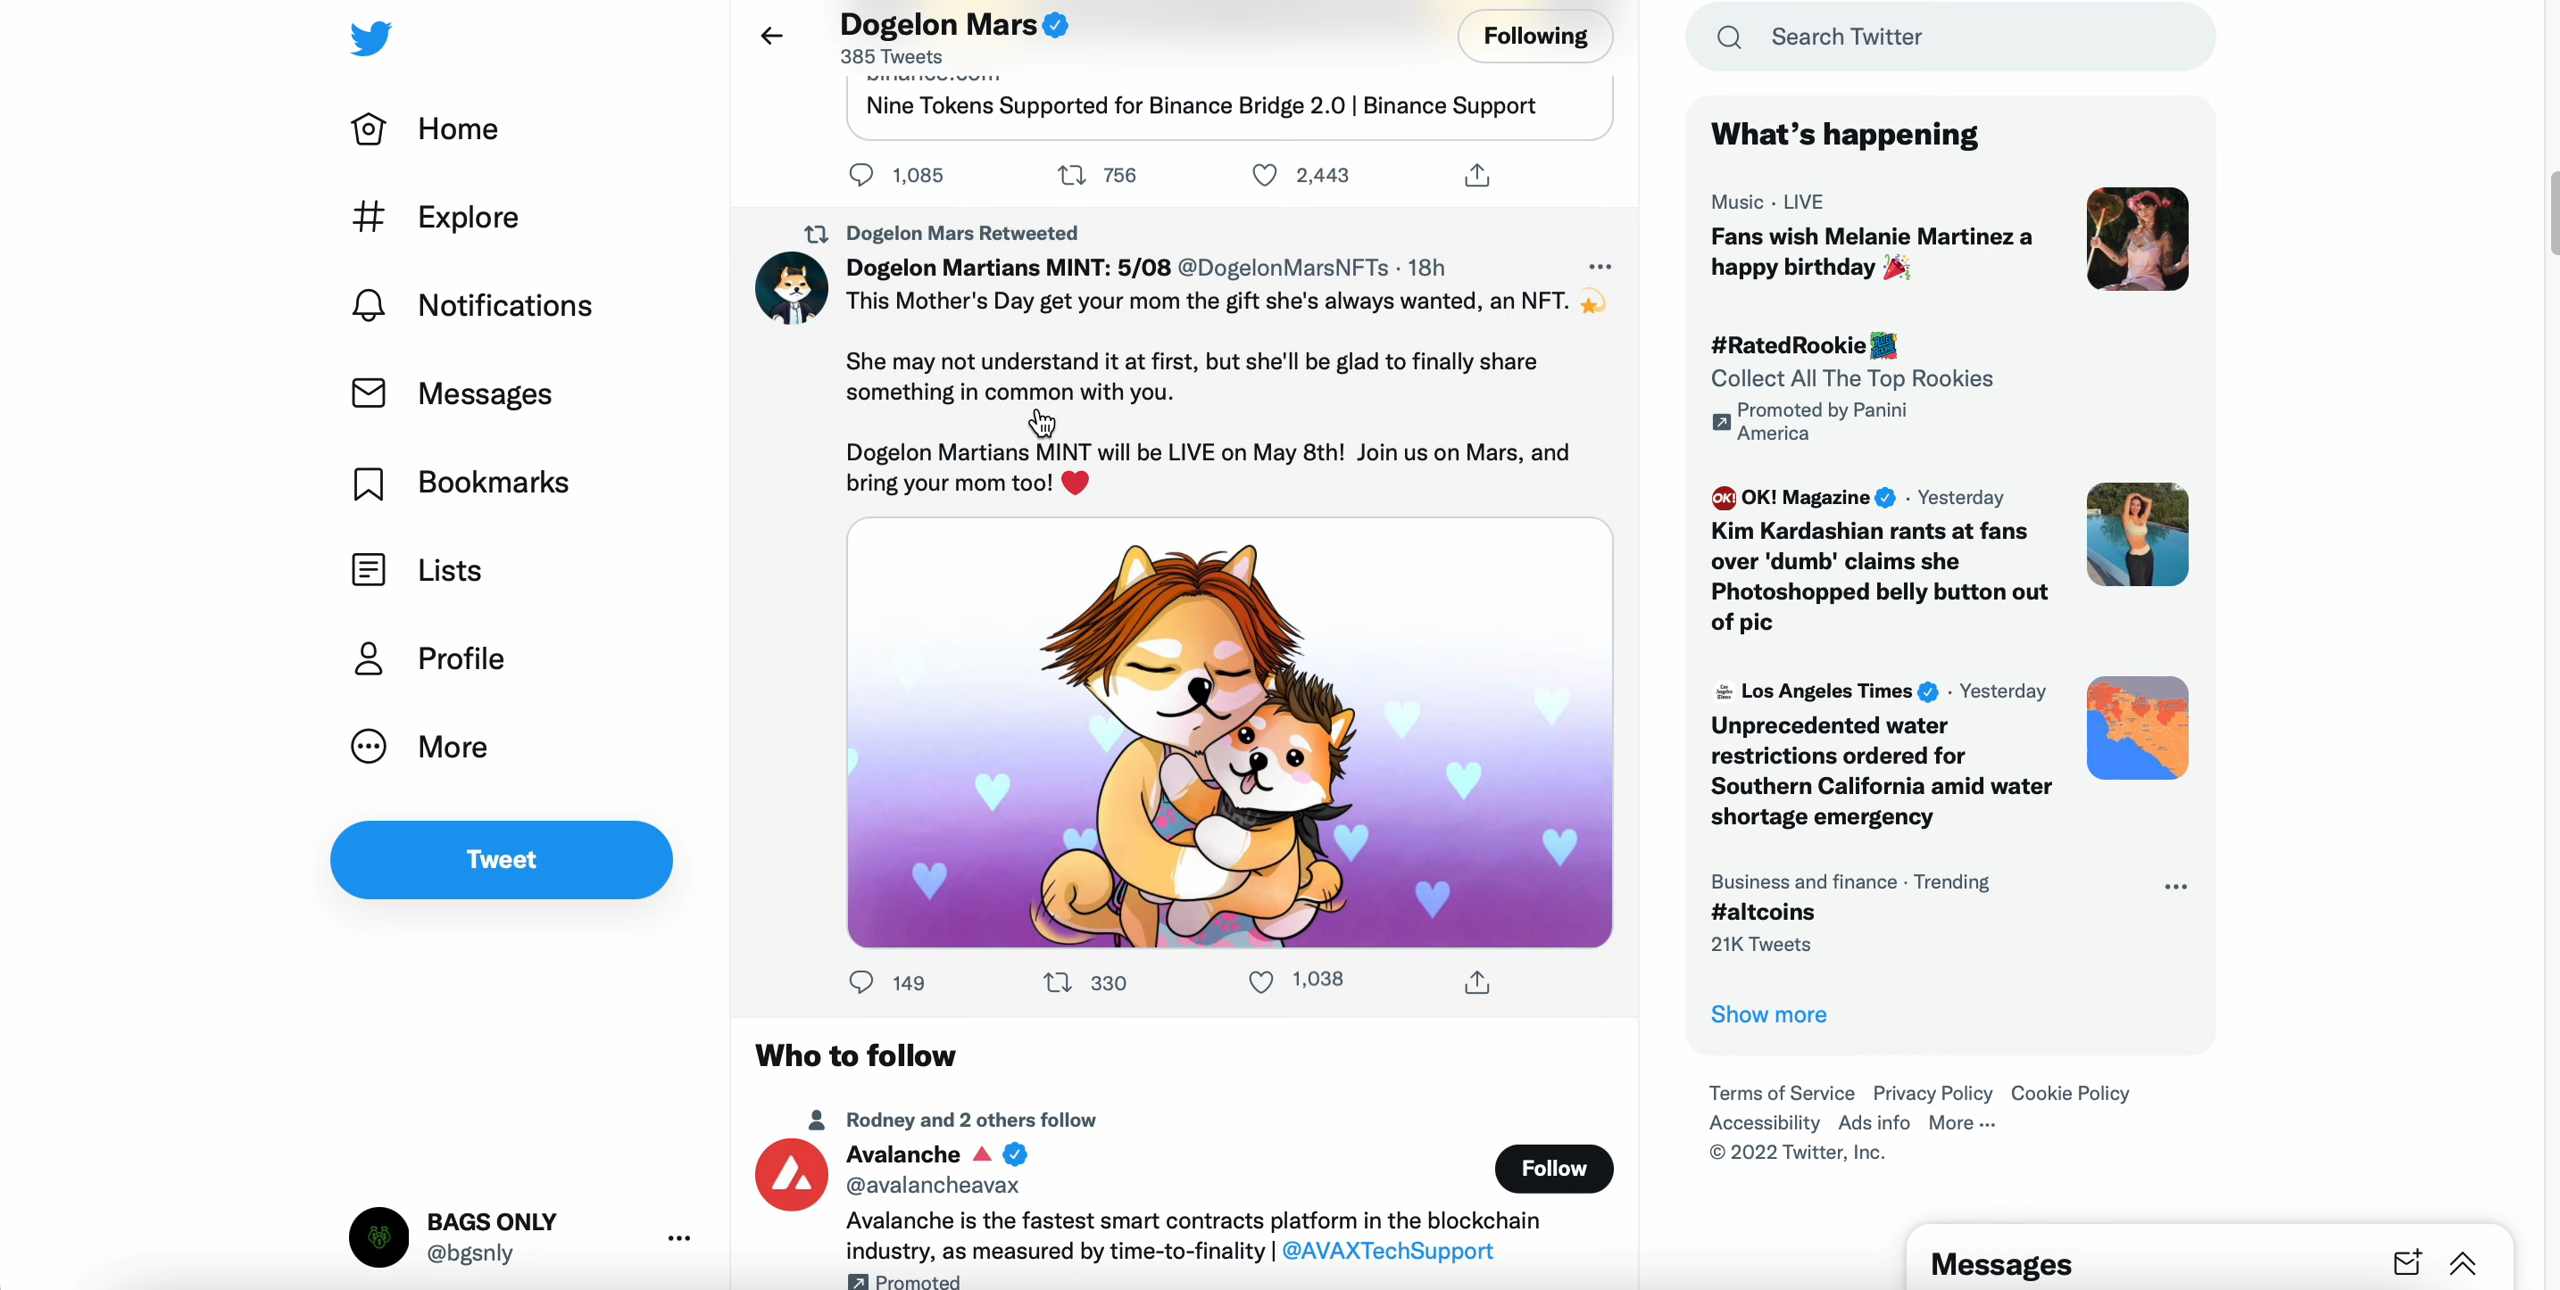 Home
Explore
Notifications
Messages
Bookmarks
Lists
Profile
More
Tweet
BAGS ONLY
@bgsnly
Dogelon Mars
385 Tweets
Following
binance.com
Nine Tokens Supported for Binance Bridge 2.0 | Binance Support
1,085
756
2,443
Dogelon Mars Retweeted
Dogelon Martians MINT: 5/08 @DogelonMarsNFTs · 18h
This Mother's Day get your mom the gift she's always wanted, an NFT. 💫
She may not understand it at first, but she'll be glad to finally share
something in common with you.
Dogelon Martians MINT will be LIVE on May 8th! Join us on Mars, and
bring your mom too! ❤️
149
330
1,038
Who to follow
Rodney and 2 others follow
Avalanche 🔺
@avalancheavax
Follow
Avalanche is the fastest smart contracts platform in the blockchain
industry, as measured by time-to-finality | @AVAXTechSupport
Promoted
Search Twitter
What's happening
Music · LIVE
Fans wish Melanie Martinez a
happy birthday 🎉
#RatedRookie
Collect All The Top Rookies
Promoted by Panini
America
OK! OK! Magazine · Yesterday
Kim Kardashian rants at fans
over 'dumb' claims she
Photoshopped belly button out
of pic
Los Angeles Times · Yesterday
Unprecedented water
restrictions ordered for
Southern California amid water
shortage emergency
Business and finance · Trending
#altcoins
21K Tweets
Show more
Terms of Service Privacy Policy Cookie Policy
Accessibility Ads info More ···
© 2022 Twitter, Inc.
Messages